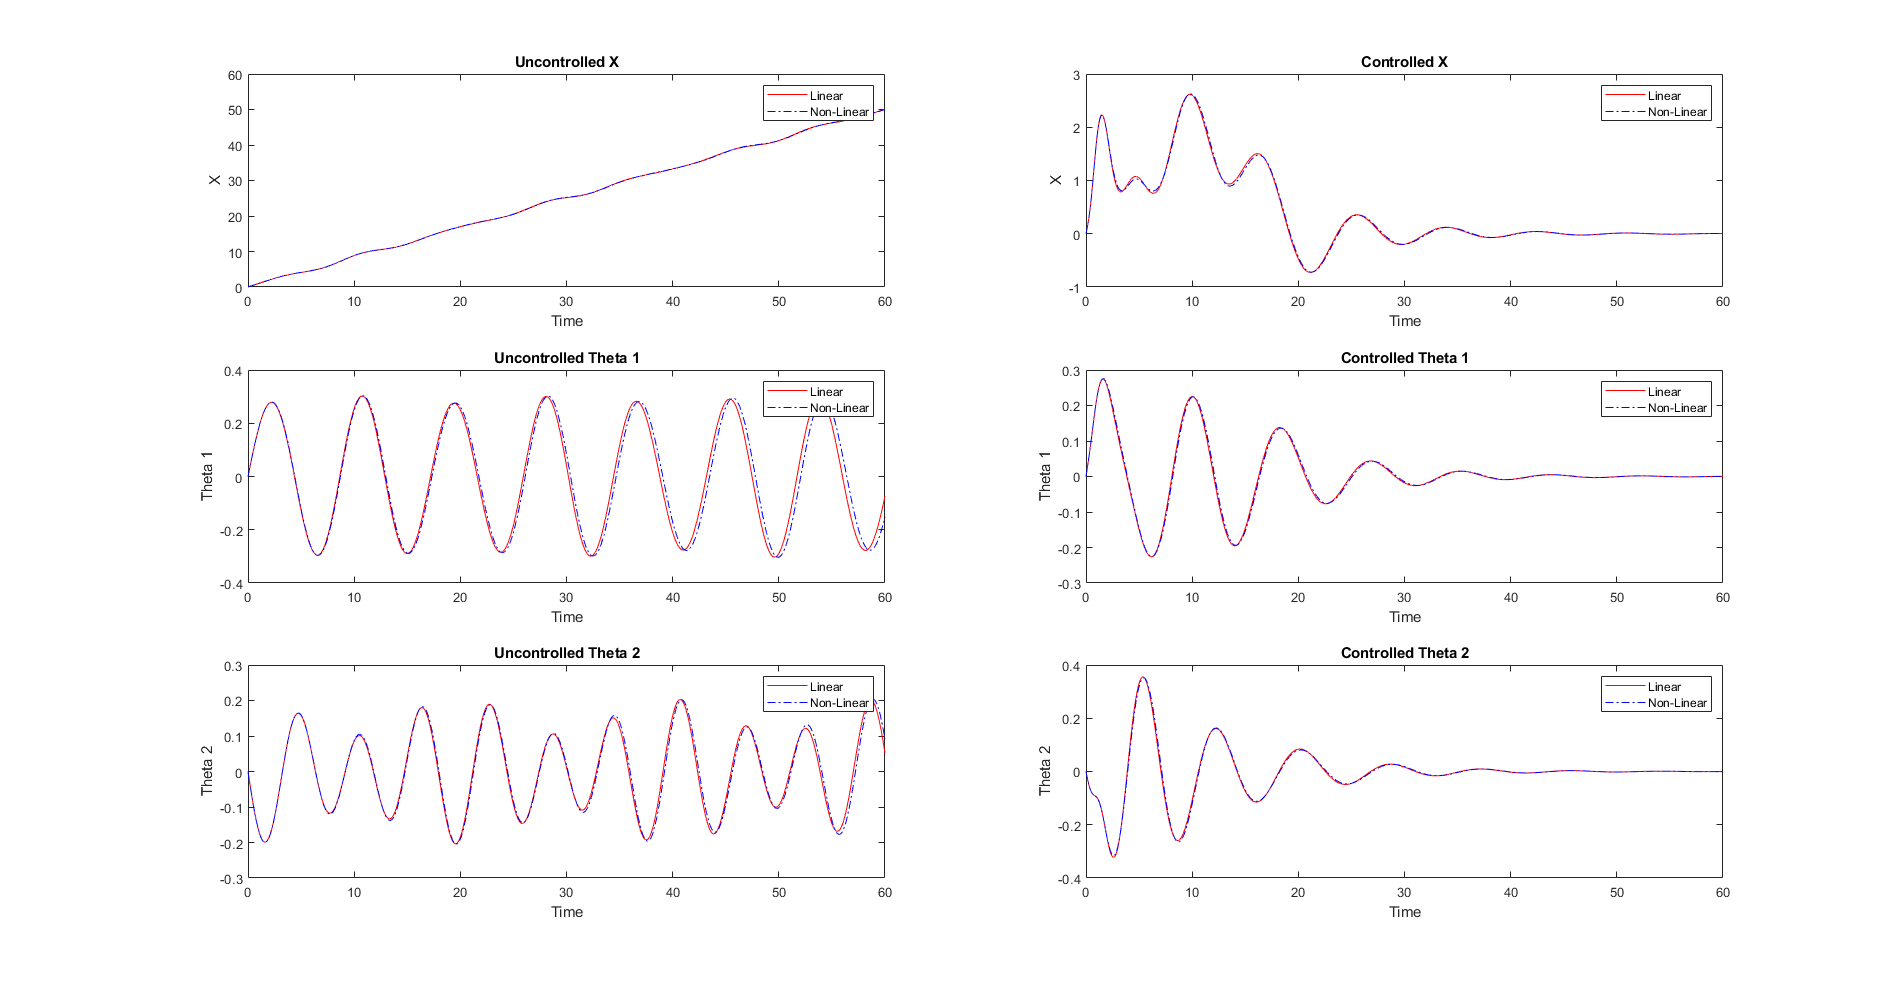 Uncontrolled X
60
50
40
30
20
10
0
X
Linear
Non-Linear
0 10 20 30 40 50 60
Time
Controlled X
3
2
1
0
-1
X
Linear
Non-Linear
0 10 20 30 40 50 60
Time
Uncontrolled Theta 1
0.4
0.2
0
-0.2
-0.4
Theta 1
Linear
Non-Linear
0 10 20 30 40 50 60
Time
Controlled Theta 1
0.3
0.2
0.1
0
-0.1
-0.2
-0.3
Theta 1
Linear
Non-Linear
0 10 20 30 40 50 60
Time
Uncontrolled Theta 2
0.3
0.2
0.1
0
-0.1
-0.2
-0.3
Theta 2
Linear
Non-Linear
0 10 20 30 40 50 60
Time
Controlled Theta 2
0.4
0.2
0
-0.2
-0.4
Theta 2
Linear
Non-Linear
0 10 20 30 40 50 60
Time